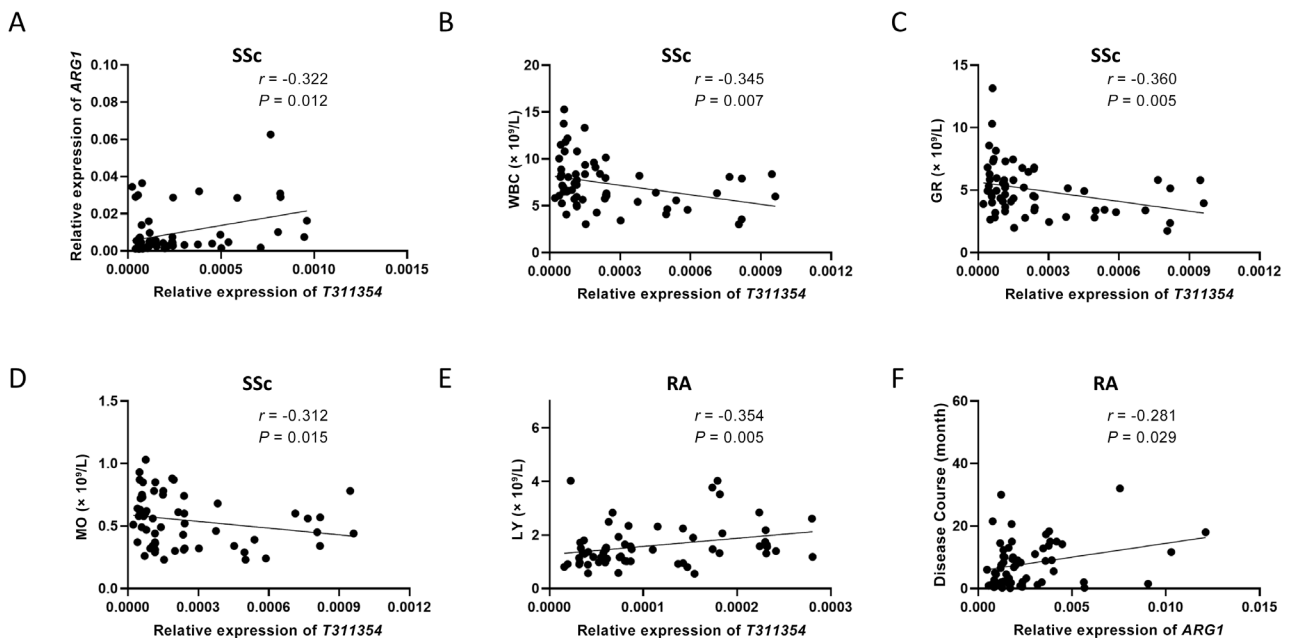 A
SSc
r = -0.322
P = 0.012
Relative expression of ARG1
0.10
0.08
0.06
0.04
0.02
0.00
0.0000 0.0005 0.0010 0.0015
Relative expression of T311354
B
SSc
r = -0.345
P = 0.007
WBC (× 10⁹/L)
20
15
10
5
0
0.0000 0.0003 0.0006 0.0009 0.0012
Relative expression of T311354
C
SSc
r = -0.360
P = 0.005
GR (× 10⁹/L)
15
10
5
0
0.0000 0.0003 0.0006 0.0009 0.0012
Relative expression of T311354
D
SSc
r = -0.312
P = 0.015
MO (× 10⁹/L)
1.5
1.0
0.5
0.0
0.0000 0.0003 0.0006 0.0009 0.0012
Relative expression of T311354
E
RA
r = -0.354
P = 0.005
LY (× 10⁹/L)
6
4
2
0
0.0000 0.0001 0.0002 0.0003
Relative expression of T311354
F
RA
r = -0.281
P = 0.029
Disease Course (month)
60
40
20
0
0.000 0.005 0.010 0.015
Relative expression of ARG1